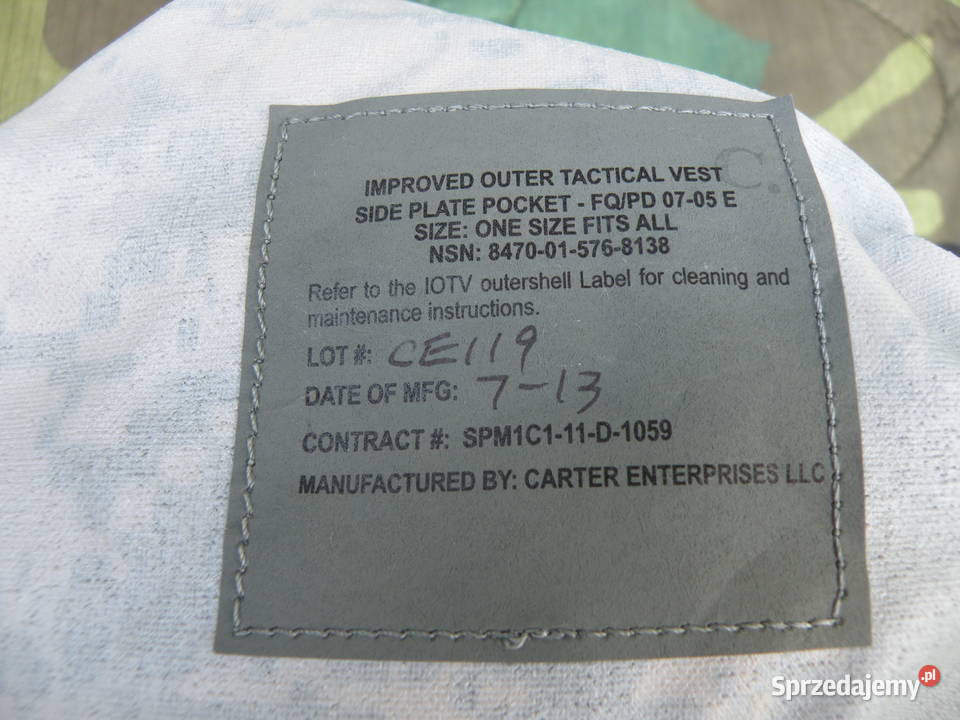 C.
IMPROVED OUTER TACTICAL VEST
SIDE PLATE POCKET - FQ/PD 07-05 E
SIZE: ONE SIZE FITS ALL
NSN: 8470-01-576-8138
Refer to the IOTV outershell Label for cleaning and
maintenance instructions.
LOT #: CE119
DATE OF MFG: 7-13
CONTRACT #: SPM1C1-11-D-1059
MANUFACTURED BY: CARTER ENTERPRISES LLC
Sprzedajemy.pl